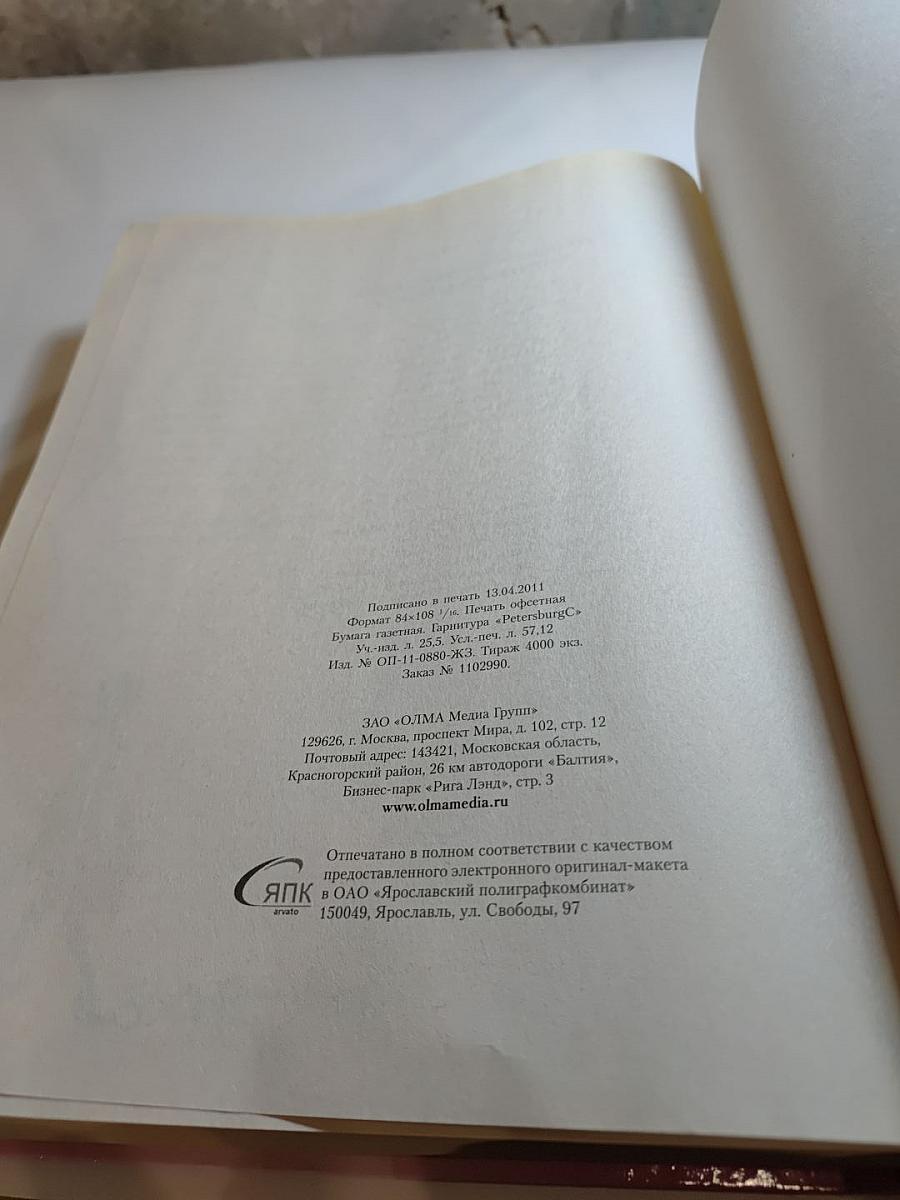 Подписано в печать 13.04.2011
Формат 84×108 1/16. Печать офсетная
Бумага газетная. Гарнитура «PetersburgC»
Уч.-изд. л. 25,5. Усл.-печ. л. 57,12
Изд. № ОП-11-0880-ЖЗ. Тираж 4000 экз.
Заказ № 1102990.
ЗАО «ОЛМА Медиа Групп»
129626, г. Москва, проспект Мира, д. 102, стр. 12
Почтовый адрес: 143421, Московская область,
Красногорский район, 26 км автодороги «Балтия»,
Бизнес-парк «Рига Лэнд», стр. 3
www.olmamedia.ru
ЯПК
arvato
Отпечатано в полном соответствии с качеством
предоставленного электронного оригинал-макета
в ОАО «Ярославский полиграфкомбинат»
150049, Ярославль, ул. Свободы, 97